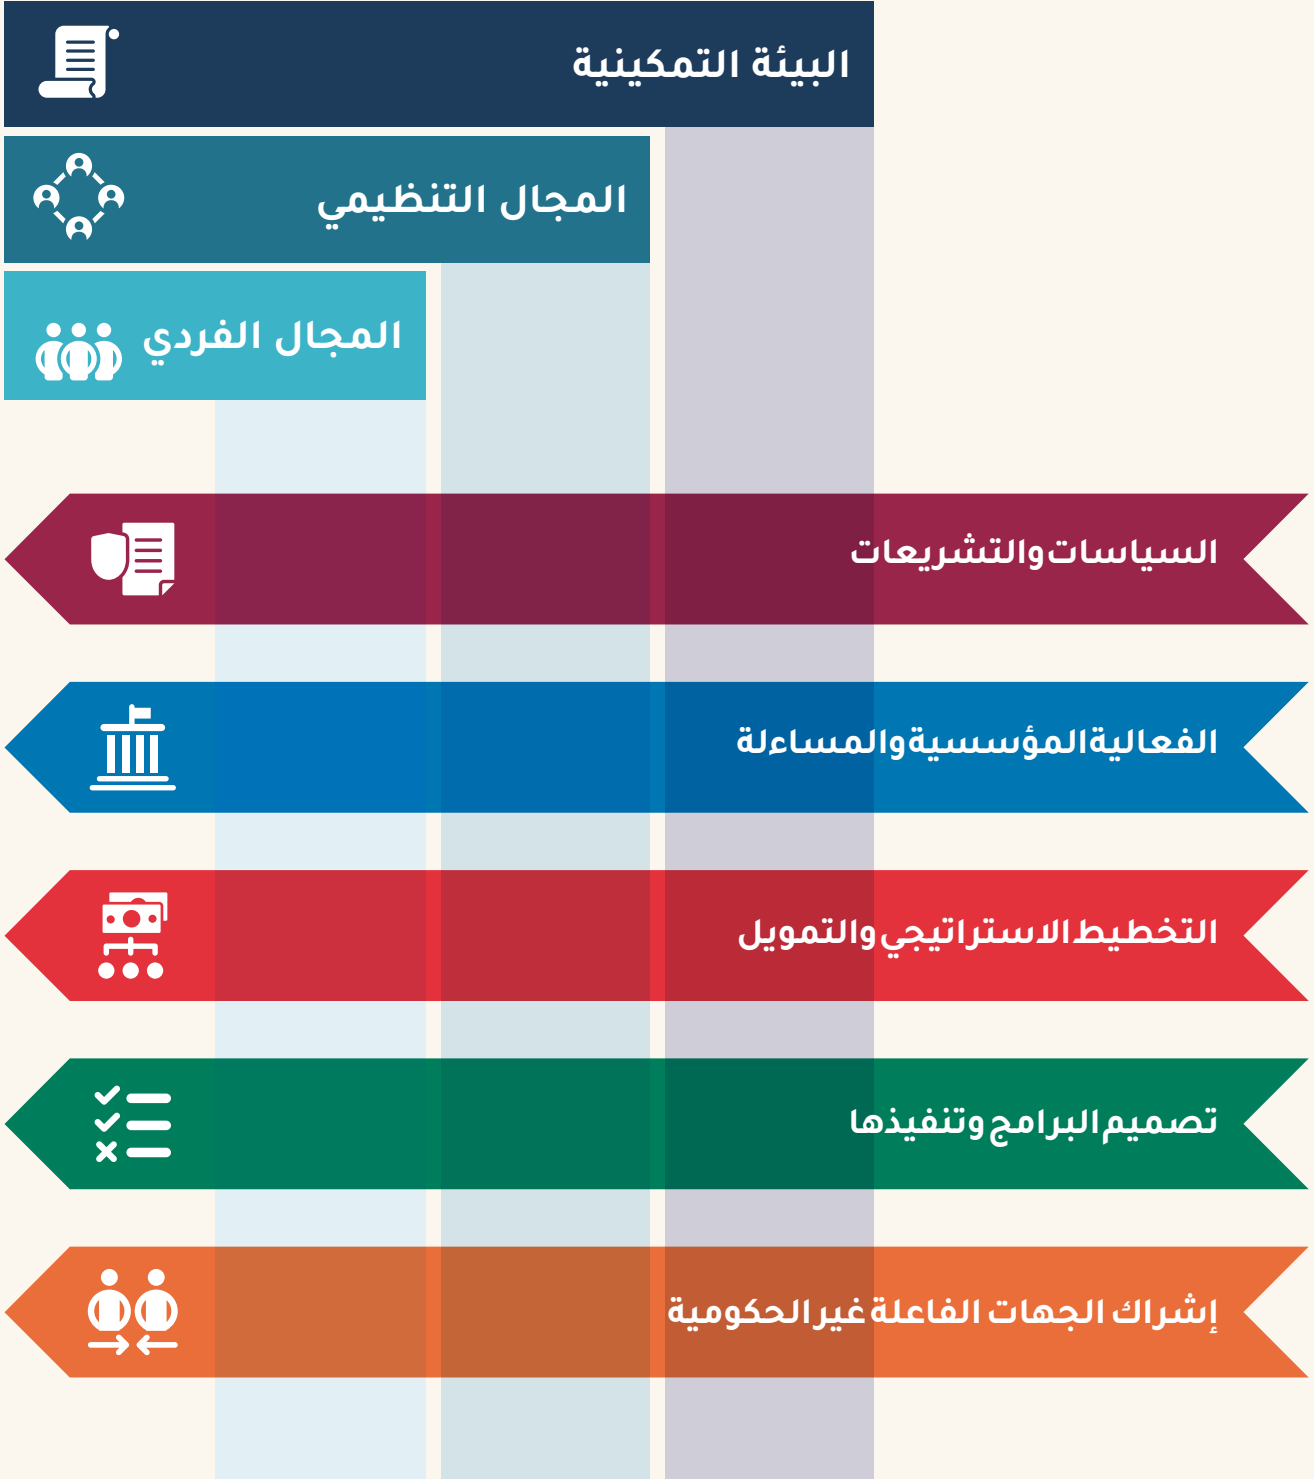 البيئة التمكينية
المجال التنظيمي
المجال الفردي
السياسات والتشريعات
الفعالية المؤسسية والمساءلة
التخطيط الاستراتيجي والتمويل
تصميم البرامج وتنفيذها
إشراك الجهات الفاعلة غير الحكومية